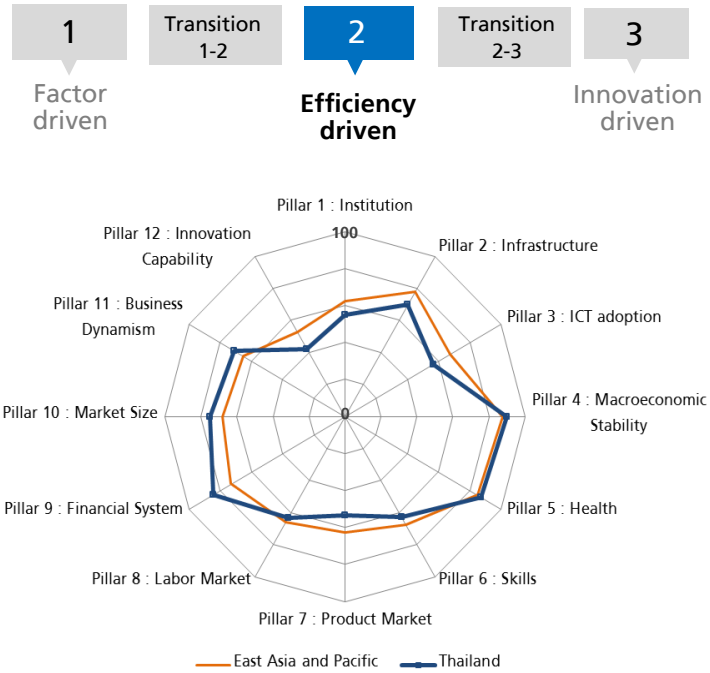 1
Transition
1-2
2
Transition
2-3
3
Factor
driven
Efficiency
driven
Innovation
driven
Pillar 1 : Institution
100
Pillar 12 : Innovation
Capability
Pillar 2 : Infrastructure
Pillar 11 : Business
Dynamism
Pillar 3 : ICT adoption
Pillar 10 : Market Size
0
Pillar 4 : Macroeconomic
Stability
Pillar 9 : Financial System
Pillar 5 : Health
Pillar 8 : Labor Market
Pillar 6 : Skills
Pillar 7 : Product Market
East Asia and Pacific
Thailand